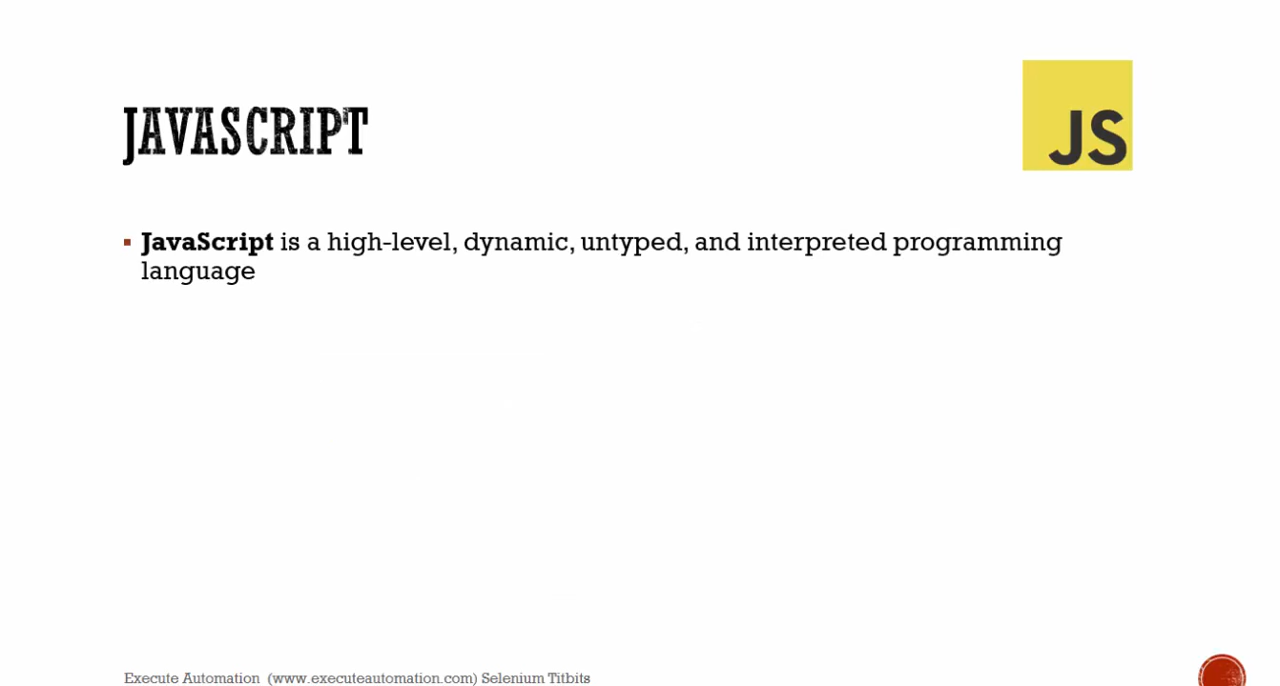 JAVASCRIPT
JS
▪ JavaScript is a high-level, dynamic, untyped, and interpreted programming
language
Execute Automation (www.executeautomation.com) Selenium Titbits